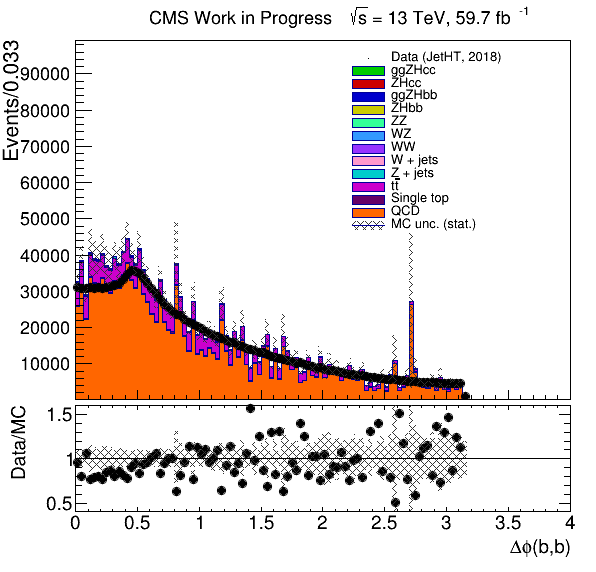 CMS Work in Progress √s = 13 TeV, 59.7 fb⁻¹
Events/0.033
90000
80000
70000
60000
50000
40000
30000
20000
10000
Data (JetHT, 2018)
ggZHcc
ZHcc
ggZHbb
ZHbb
ZZ
WZ
WW
W + jets
Z + jets
tt̅
Single top
QCD
MC unc. (stat.)
Data/MC
1.5
1
0.5
0 0.5 1 1.5 2 2.5 3 3.5 4
Δϕ(b,b)